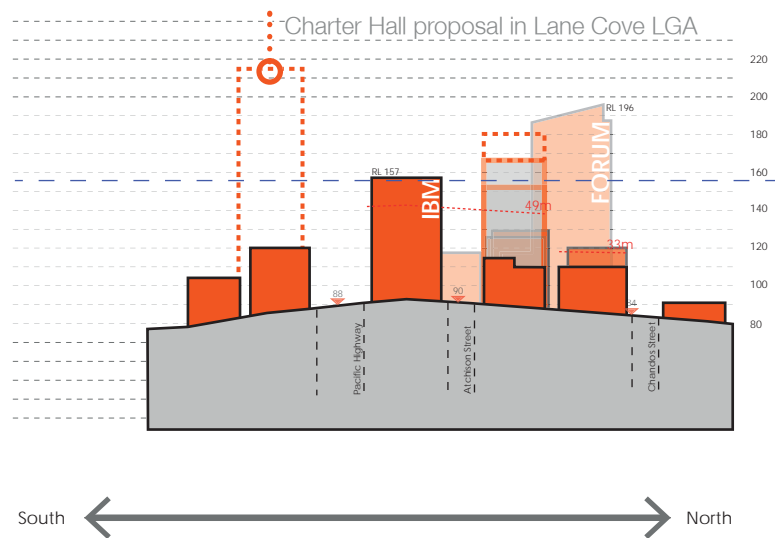 Charter Hall proposal in Lane Cove LGA
220
200
RL 196
180
FORUM
RL 157
160
IBM
49m
140
33m
120
100
88
90
84
80
Pacific Highway
Atchison Street
Chandos Street
South
North